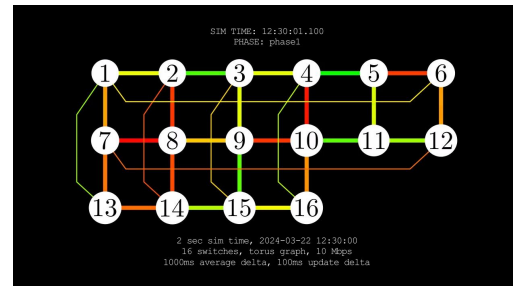 SIM TIME: 12:30:01.100
PHASE: phase1
1 2 3 4 5 6
7 8 9 10 11 12
13 14 15 16
2 sec sim time, 2024-03-22 12:30:00
16 switches, torus graph, 10 Mbps
1000ms average delta, 100ms update delta